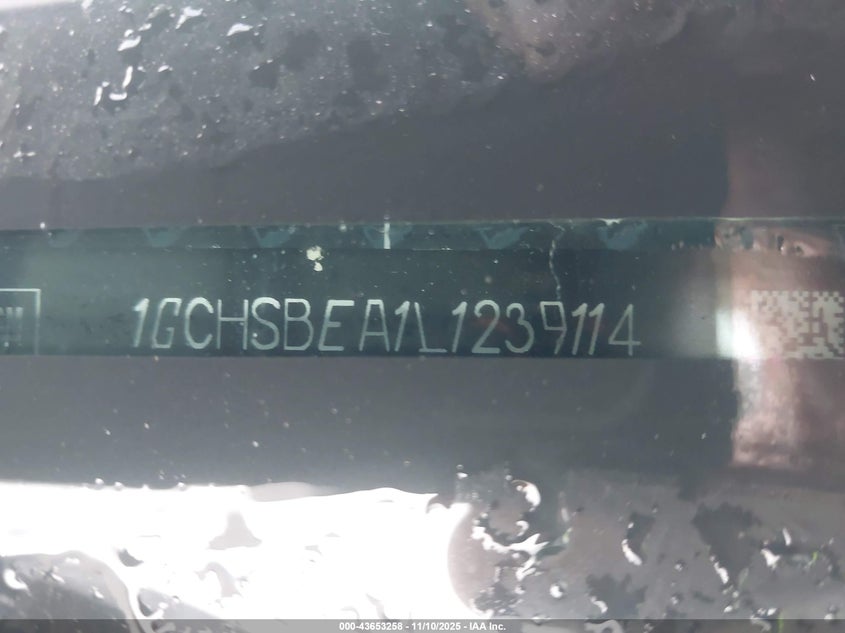 1GCHSBEA1L1239114
000-43653258 - 11/10/2025 - IAA Inc.